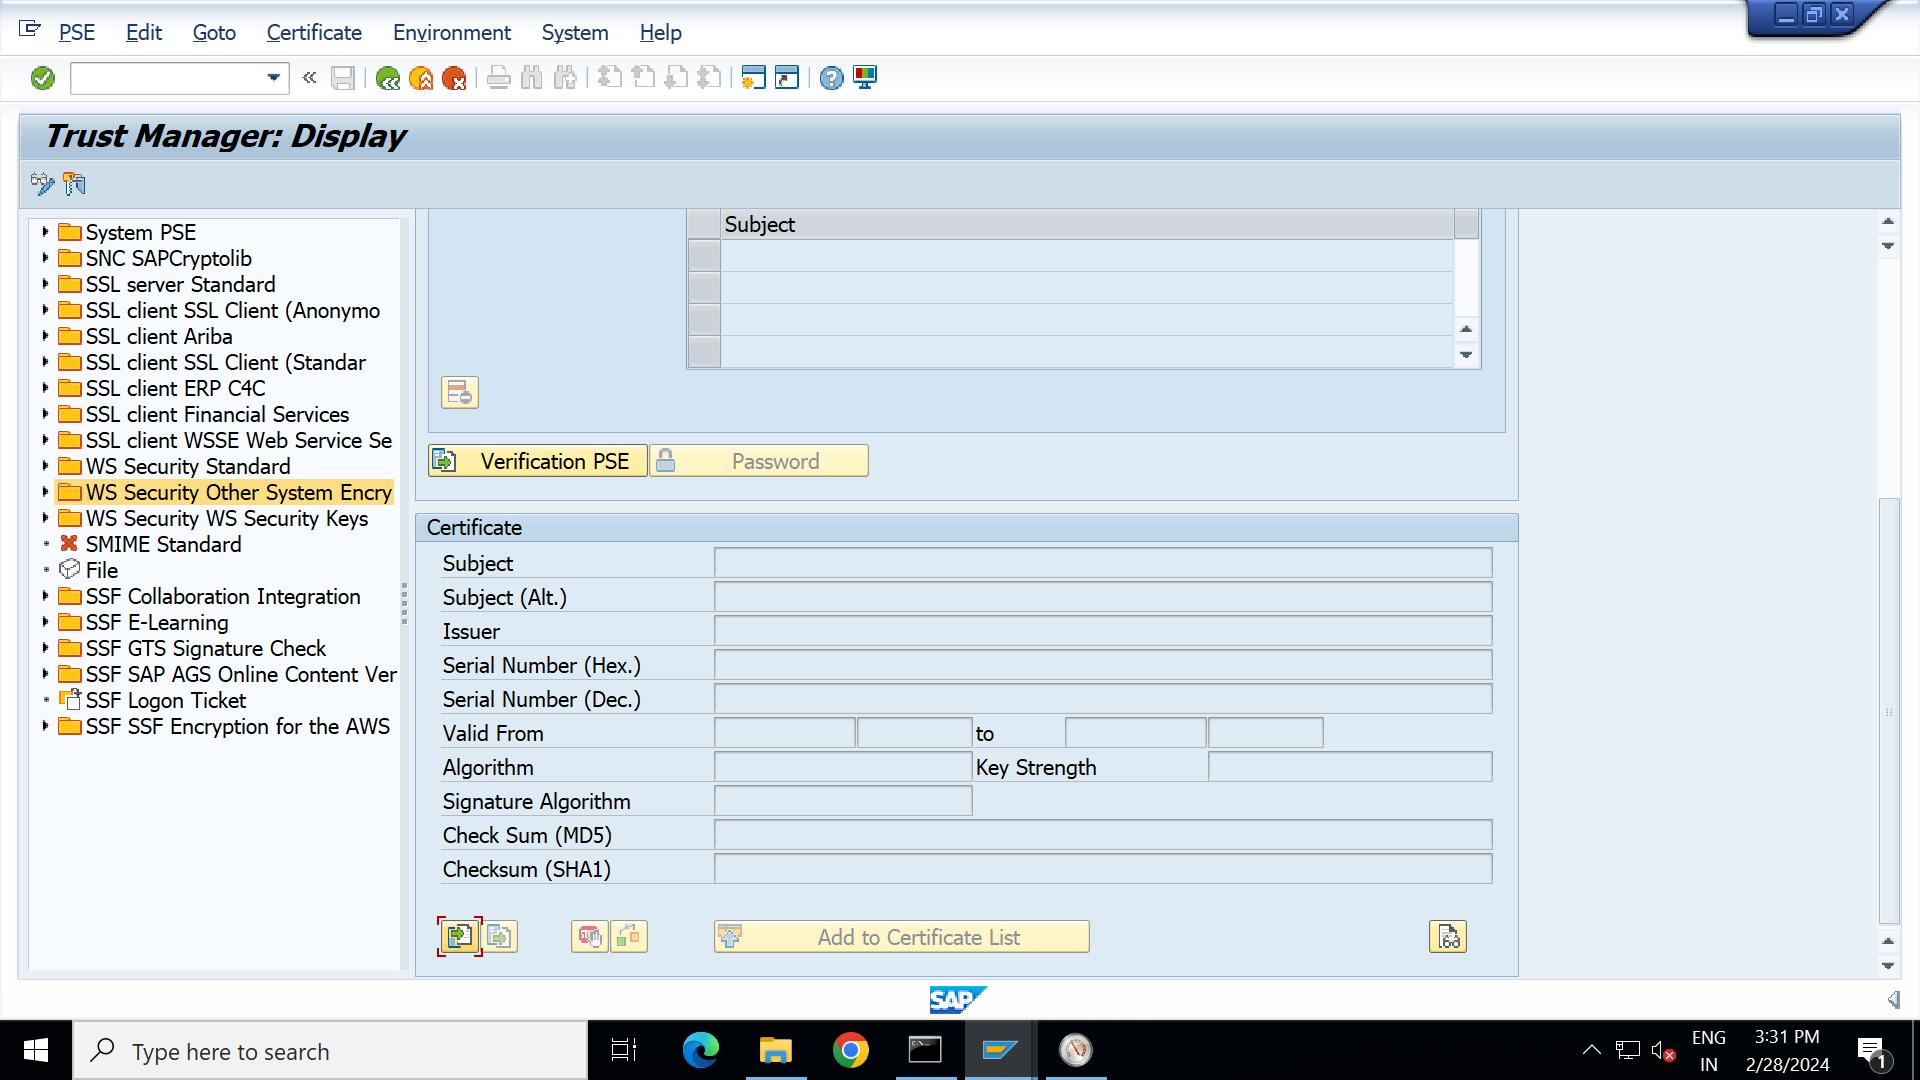 PSE Edit Goto Certificate Environment System Help
Trust Manager: Display
System PSE
SNC SAPCryptolib
SSL server Standard
SSL client SSL Client (Anonymo
SSL client Ariba
SSL client SSL Client (Standar
SSL client ERP C4C
SSL client Financial Services
SSL client WSSE Web Service Se
WS Security Standard
WS Security Other System Encry
WS Security WS Security Keys
SMIME Standard
File
SSF Collaboration Integration
SSF E-Learning
SSF GTS Signature Check
SSF SAP AGS Online Content Ver
SSF Logon Ticket
SSF SSF Encryption for the AWS
Subject
Verification PSE Password
Certificate
Subject
Subject (Alt.)
Issuer
Serial Number (Hex.)
Serial Number (Dec.)
Valid From to
Algorithm Key Strength
Signature Algorithm
Check Sum (MD5)
Checksum (SHA1)
Add to Certificate List
SAP
Type here to search
ENG
IN
3:31 PM
2/28/2024
1